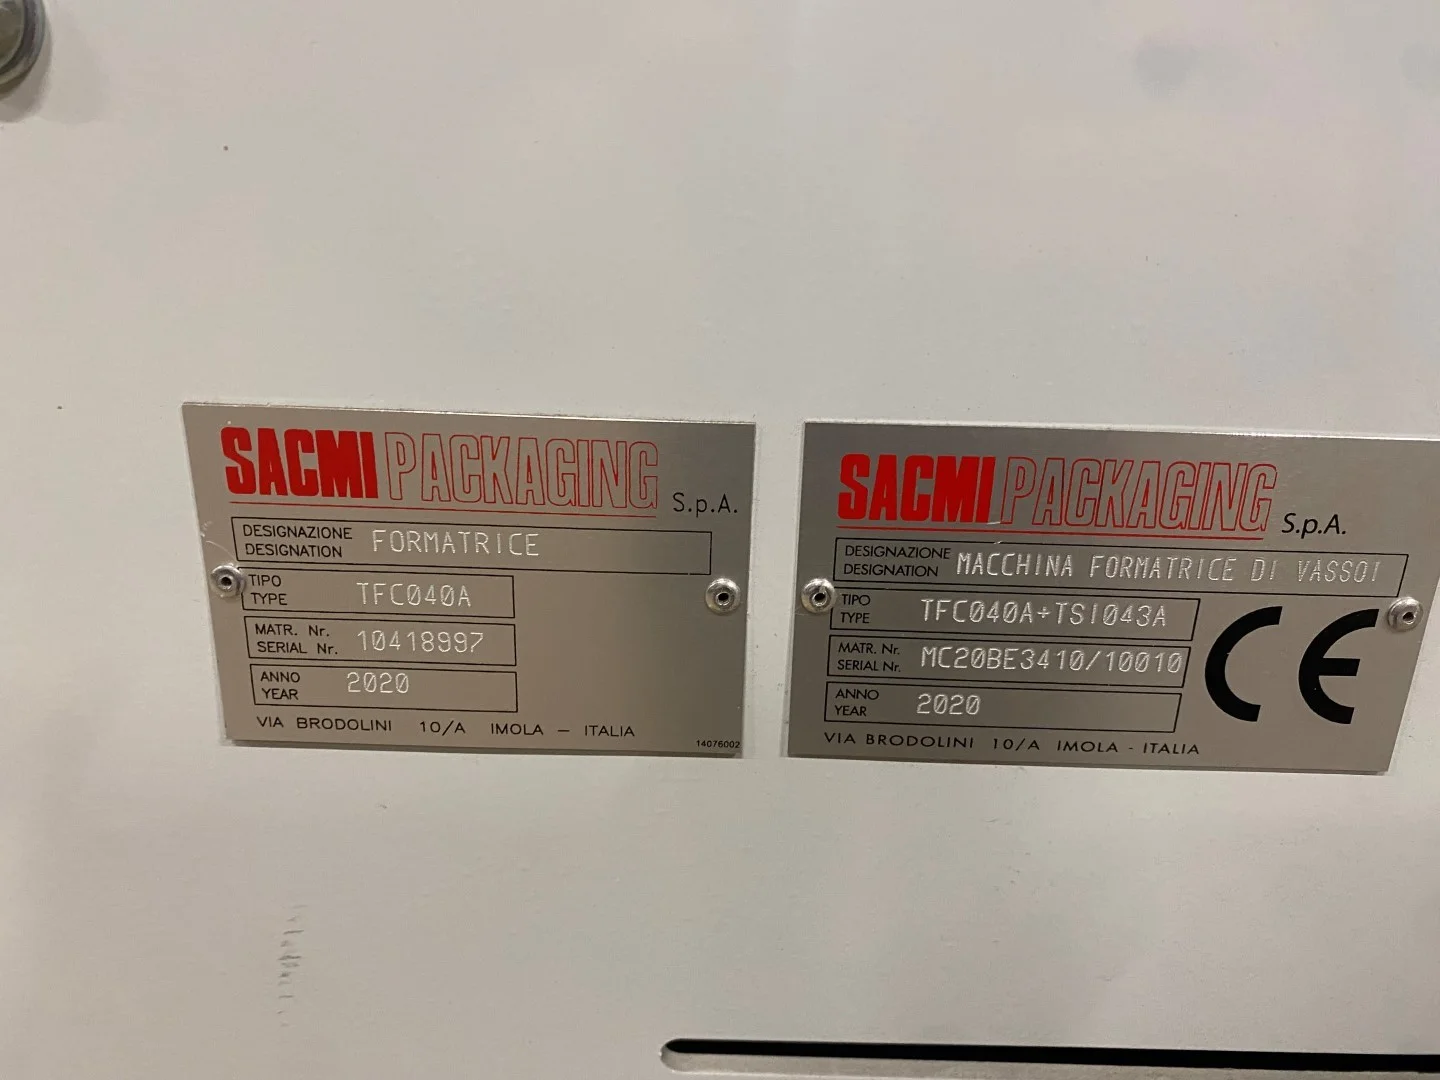 SACMI PACKAGING S.p.A.
DESIGNAZIONE
DESIGNATION
FORMATRICE
TIPO
TYPE
TFC040A
MATR. Nr.
SERIAL Nr.
10418997
ANNO
YEAR
2020
VIA BRODOLINI 10/A IMOLA – ITALIA
14076002
SACMI PACKAGING S.p.A.
DESIGNAZIONE
DESIGNATION
MACCHINA FORMATRICE DI VASSOI
TIPO
TYPE
TFC040A+TSI043A
MATR. Nr.
SERIAL Nr.
MC20BE3410/10010
ANNO
YEAR
2020
CE
VIA BRODOLINI 10/A IMOLA - ITALIA